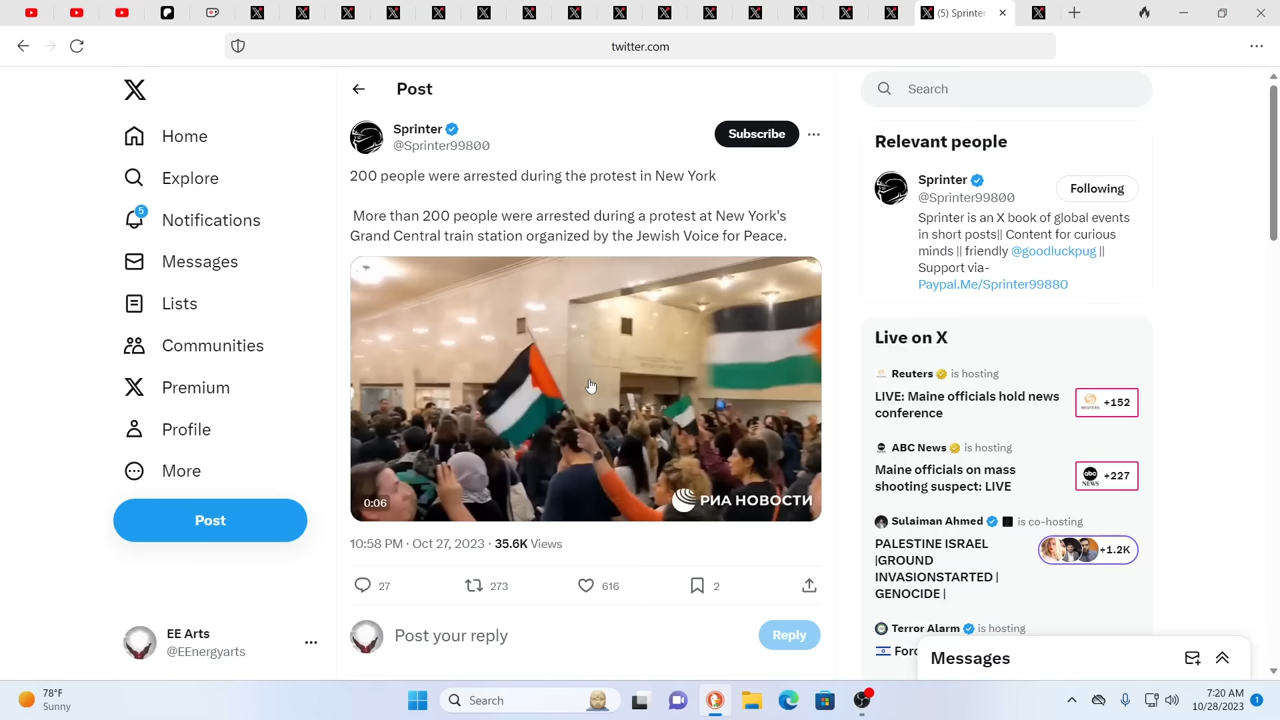 (5) Sprinter
twitter.com
Home
Explore
5
Notifications
Messages
Lists
Communities
Premium
Profile
More
Post
EE Arts
@EEnergyarts
Post
Sprinter
@Sprinter99800
Subscribe
200 people were arrested during the protest in New York
More than 200 people were arrested during a protest at New York's
Grand Central train station organized by the Jewish Voice for Peace.
0:06
РИА НОВОСТИ
10:58 PM · Oct 27, 2023 · 35.6K Views
27
273
616
2
Post your reply
Reply
Search
Relevant people
Sprinter
@Sprinter99800
Following
Sprinter is an X book of global events
in short posts|| Content for curious
minds || friendly @goodluckpug ||
Support via-
Paypal.Me/Sprinter99880
Live on X
Reuters is hosting
LIVE: Maine officials hold news
conference
REUTERS
+152
ABC News is hosting
Maine officials on mass
shooting suspect: LIVE
abc
NEWS
+227
Sulaiman Ahmed is co-hosting
PALESTINE ISRAEL
|GROUND
INVASIONSTARTED |
GENOCIDE |
+1.2K
Terror Alarm is hosting
Messages
78°F
Sunny
Search
7:20 AM
10/28/2023
1